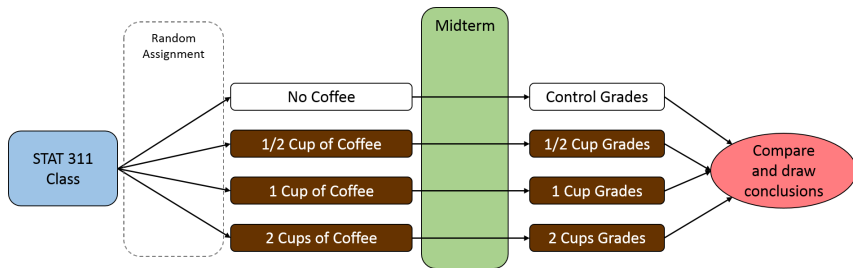 Random
Assignment
Midterm
STAT 311
Class
No Coffee
Control Grades
1/2 Cup of Coffee
1/2 Cup Grades
1 Cup of Coffee
1 Cup Grades
2 Cups of Coffee
2 Cups Grades
Compare
and draw
conclusions